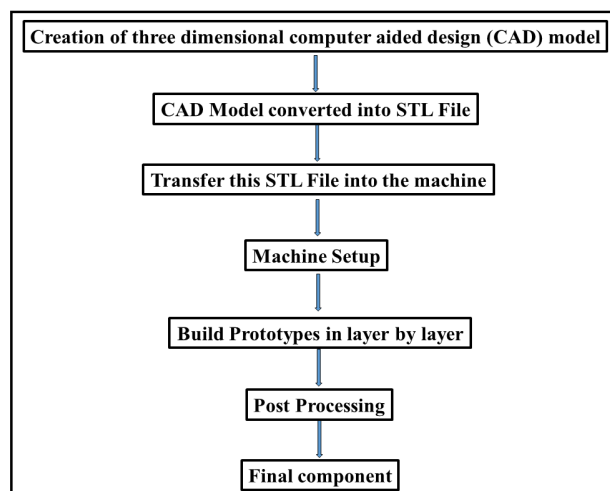 Creation of three dimensional computer aided design (CAD) model
CAD Model converted into STL File
Transfer this STL File into the machine
Machine Setup
Build Prototypes in layer by layer
Post Processing
Final component